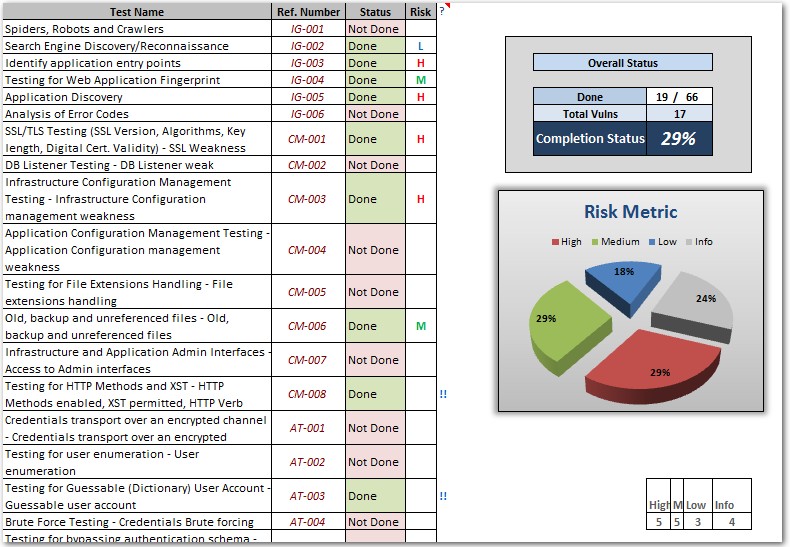 Test Name Ref. Number Status Risk ?
Spiders, Robots and Crawlers IG-001 Not Done
Search Engine Discovery/Reconnaissance IG-002 Done L
Identify application entry points IG-003 Done H
Testing for Web Application Fingerprint IG-004 Done M
Application Discovery IG-005 Done H
Analysis of Error Codes IG-006 Not Done
SSL/TLS Testing (SSL Version, Algorithms, Key
length, Digital Cert. Validity) - SSL Weakness CM-001 Done H
DB Listener Testing - DB Listener weak CM-002 Not Done
Infrastructure Configuration Management
Testing - Infrastructure Configuration CM-003 Done H
management weakness
Application Configuration Management Testing -
Application Configuration management CM-004 Not Done
weakness
Testing for File Extensions Handling - File
extensions handling CM-005 Not Done
Old, backup and unreferenced files - Old,
backup and unreferenced files CM-006 Done M
Infrastructure and Application Admin Interfaces -
Access to Admin interfaces CM-007 Not Done
Testing for HTTP Methods and XST - HTTP
Methods enabled, XST permitted, HTTP Verb CM-008 Done !!
Credentials transport over an encrypted channel
- Credentials transport over an encrypted AT-001 Not Done
Testing for user enumeration - User
enumeration AT-002 Not Done
Testing for Guessable (Dictionary) User Account -
Guessable user account AT-003 Done !!
Brute Force Testing - Credentials Brute forcing AT-004 Not Done
Testing for bypassing authentication schema -
Overall Status
Done 19 / 66
Total Vulns 17
Completion Status 29%
Risk Metric
High Medium Low Info
18%
24%
29%
29%
High M Low Info
5 5 3 4